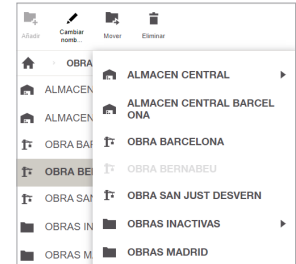 Añadir
Cambiar
nomb...
Mover
Eliminar
OBRA
ALMACEN
ALMACEN
OBRA BAR
OBRA BE
OBRA SAN
OBRAS IN
OBRAS M
ALMACEN CENTRAL
ALMACEN CENTRAL BARCEL
ONA
OBRA BARCELONA
OBRA BERNABEU
OBRA SAN JUST DESVERN
OBRAS INACTIVAS
OBRAS MADRID